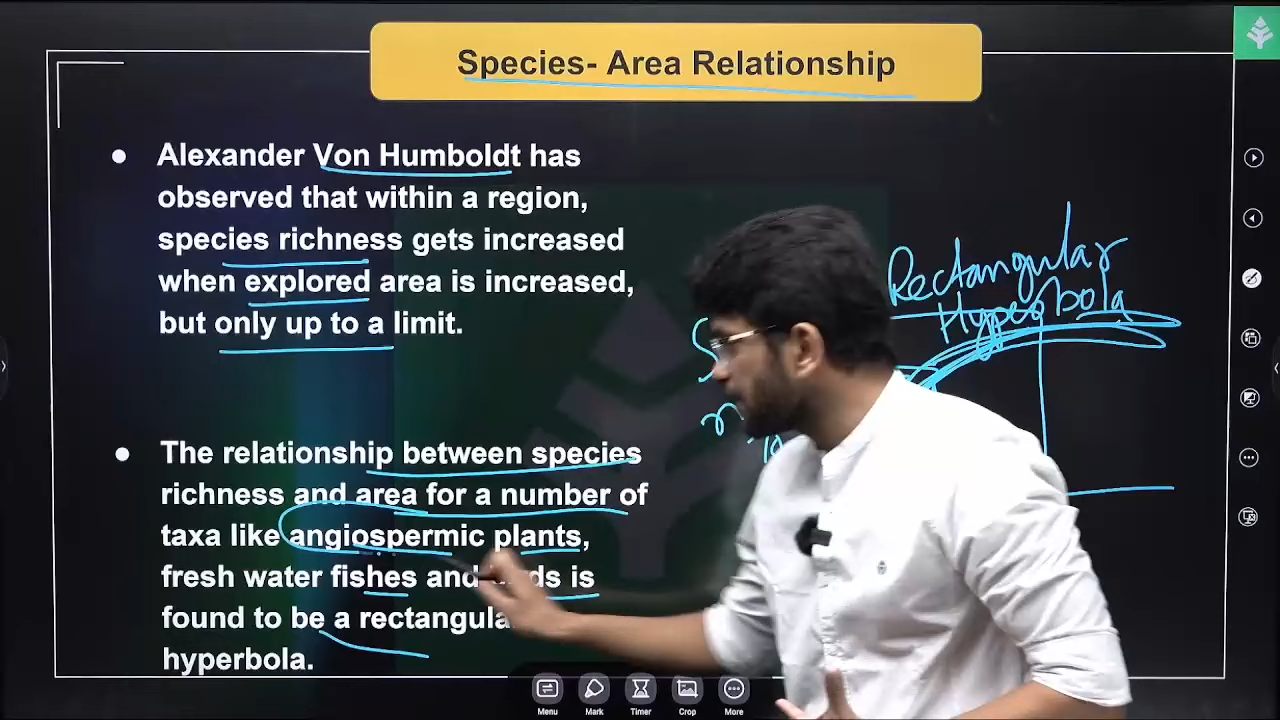 Species- Area Relationship
● Alexander Von Humboldt has
observed that within a region,
species richness gets increased
when explored area is increased,
but only up to a limit.
● The relationship between species
richness and area for a number of
taxa like angiospermic plants,
fresh water fishes and is
found to be a
hyperbola.
Rectangular
Hyperbola
Menu
Mark
Timer
Crop
More